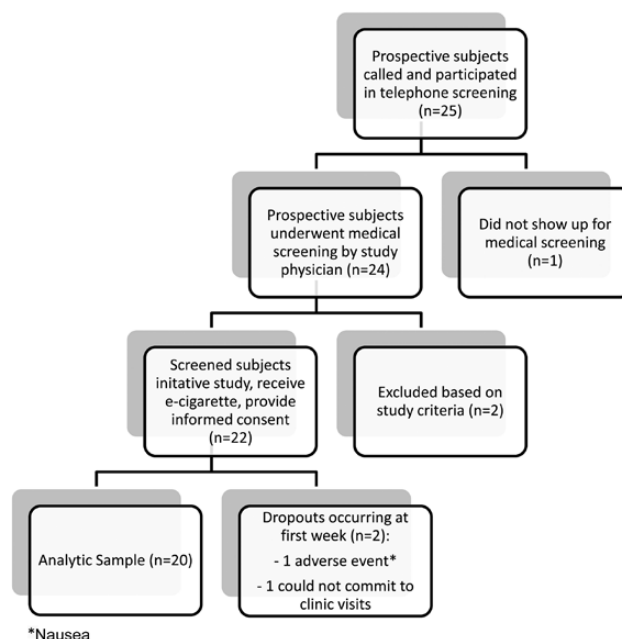 Prospective subjects
called and participated
in telephone screening
(n=25)
Prospective subjects
underwent medical
screening by study
physician (n=24)
Did not show up for
medical screening
(n=1)
Screened subjects
initative study, receive
e-cigarette, provide
informed consent
(n=22)
Excluded based on
study criteria (n=2)
Analytic Sample (n=20)
Dropouts occurring at
first week (n=2):
- 1 adverse event*
- 1 could not commit to
clinic visits
*Nausea